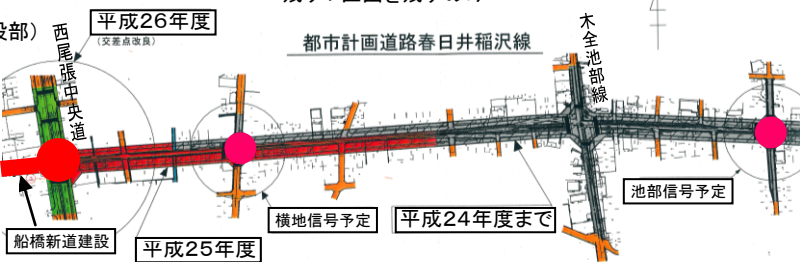 設部）
平成26年度
（交差点改良）
西尾張中央道
都市計画道路春日井稲沢線
木全池部線
横地信号予定
平成24年度まで
池部信号予定
船橋新道建設
平成25年度